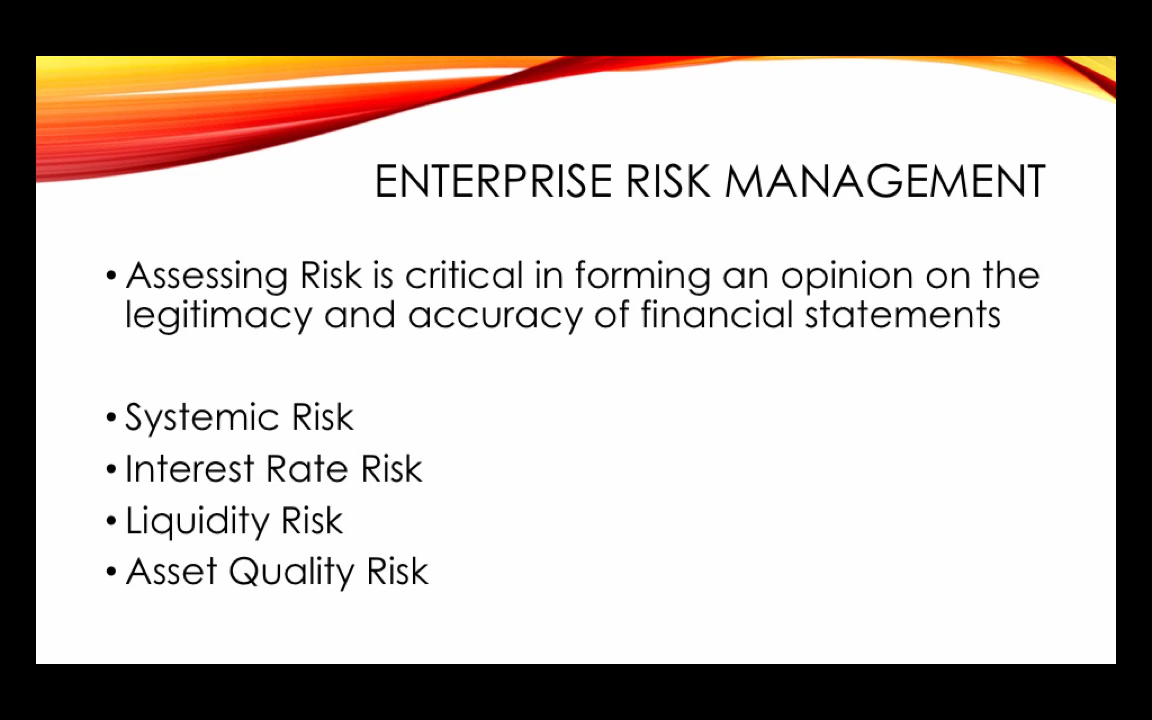 ENTERPRISE RISK MANAGEMENT
• Assessing Risk is critical in forming an opinion on the
legitimacy and accuracy of financial statements
• Systemic Risk
• Interest Rate Risk
• Liquidity Risk
• Asset Quality Risk